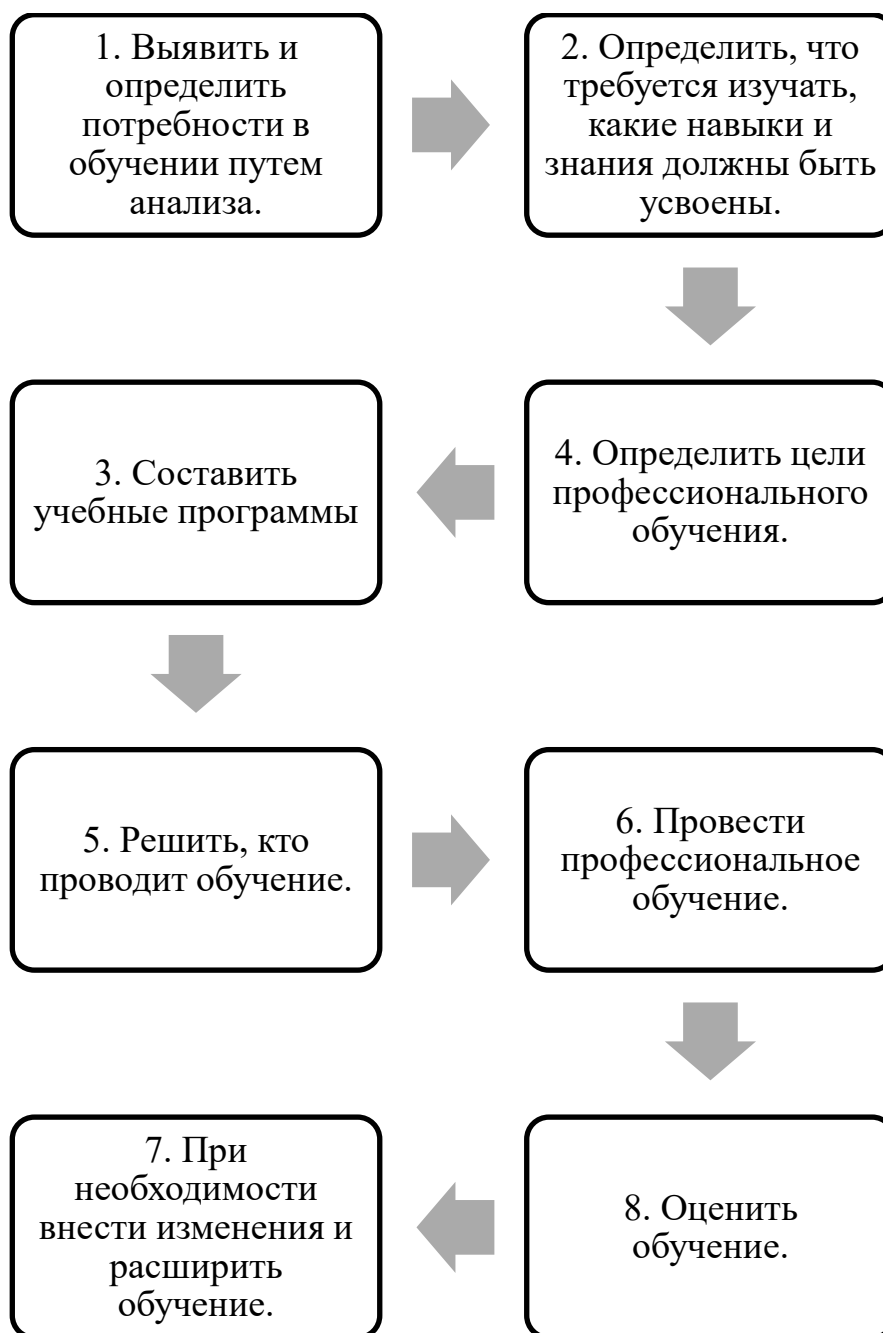 1. Выявить и
определить
потребности в
обучении путем
анализа.
2. Определить, что
требуется изучать,
какие навыки и
знания должны быть
усвоены.
3. Составить
учебные программы
4. Определить цели
профессионального
обучения.
5. Решить, кто
проводит обучение.
6. Провести
профессиональное
обучение.
7. При
необходимости
внести изменения и
расширить
обучение.
8. Оценить
обучение.